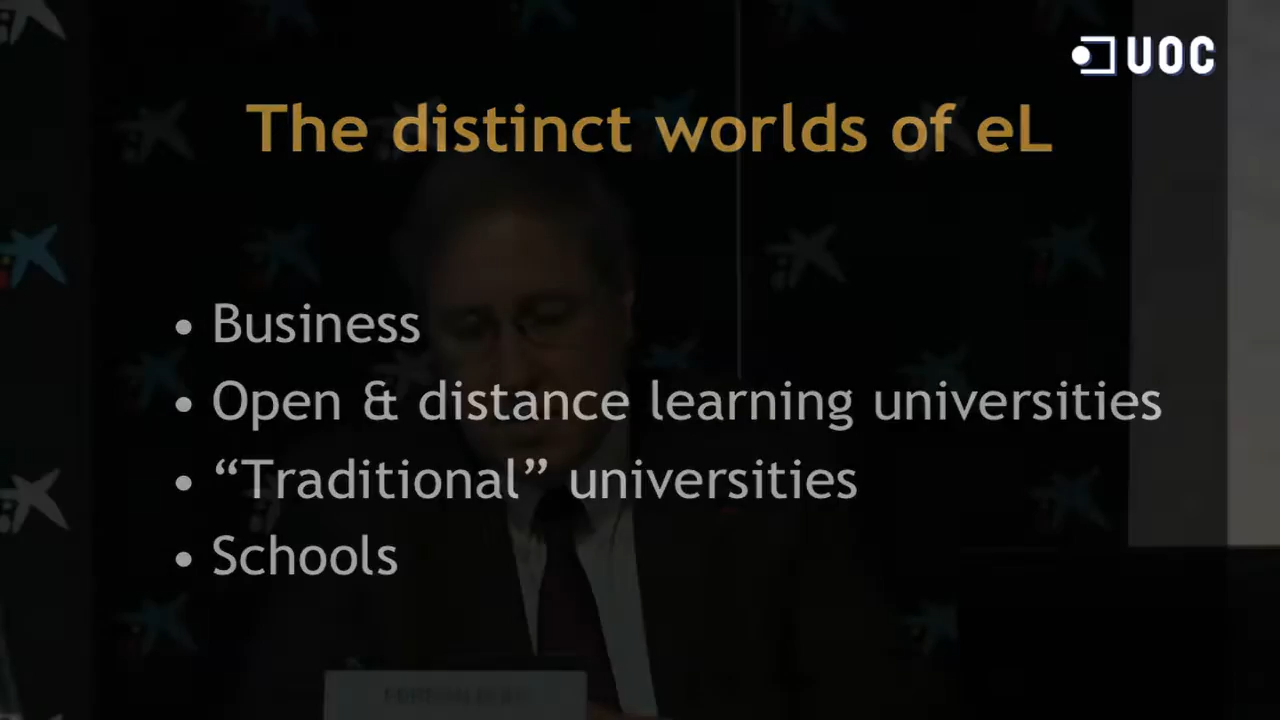 UOC
The distinct worlds of eL
• Business
• Open & distance learning universities
• “Traditional” universities
• Schools